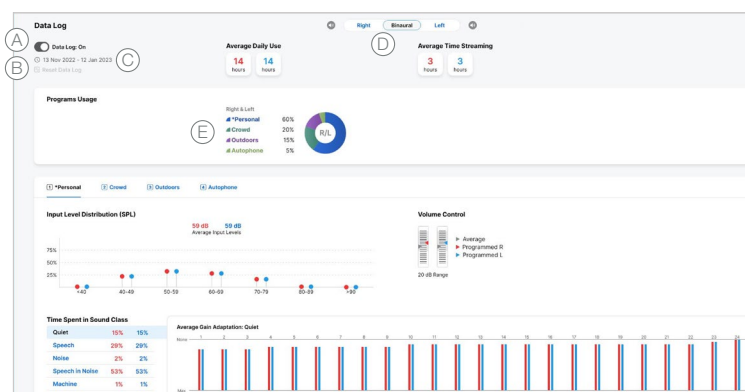 Data Log
Right Binaural Left
A
Data Log: On
B
13 Nov 2022 - 12 Jan 2023
C
Reset Data Log
D
Average Daily Use
14 14
hours hours
Average Time Streaming
3 3
hours hours
Programs Usage
E
Right & Left
*Personal 60%
Crowd 20%
Outdoors 15%
Autophone 5%
R/L
1 *Personal 2 Crowd 3 Outdoors 4 Autophone
Input Level Distribution (SPL)
59 dB 59 dB
Average Input Levels
75%
50%
25%
<40 40-49 50-59 60-69 70-79 80-89 >90
Volume Control
Average
Programmed R
Programmed L
20 dB Range
Time Spent in Sound Class
Quiet 15% 15%
Speech 29% 29%
Noise 2% 2%
Speech in Noise 53% 53%
Machine 1% 1%
Average Gain Adaptation: Quiet
1 2 3 4 5 6 7 8 9 10 11 12 13 14 15 16 17 18 19 20 21 22 23 24
None
Max